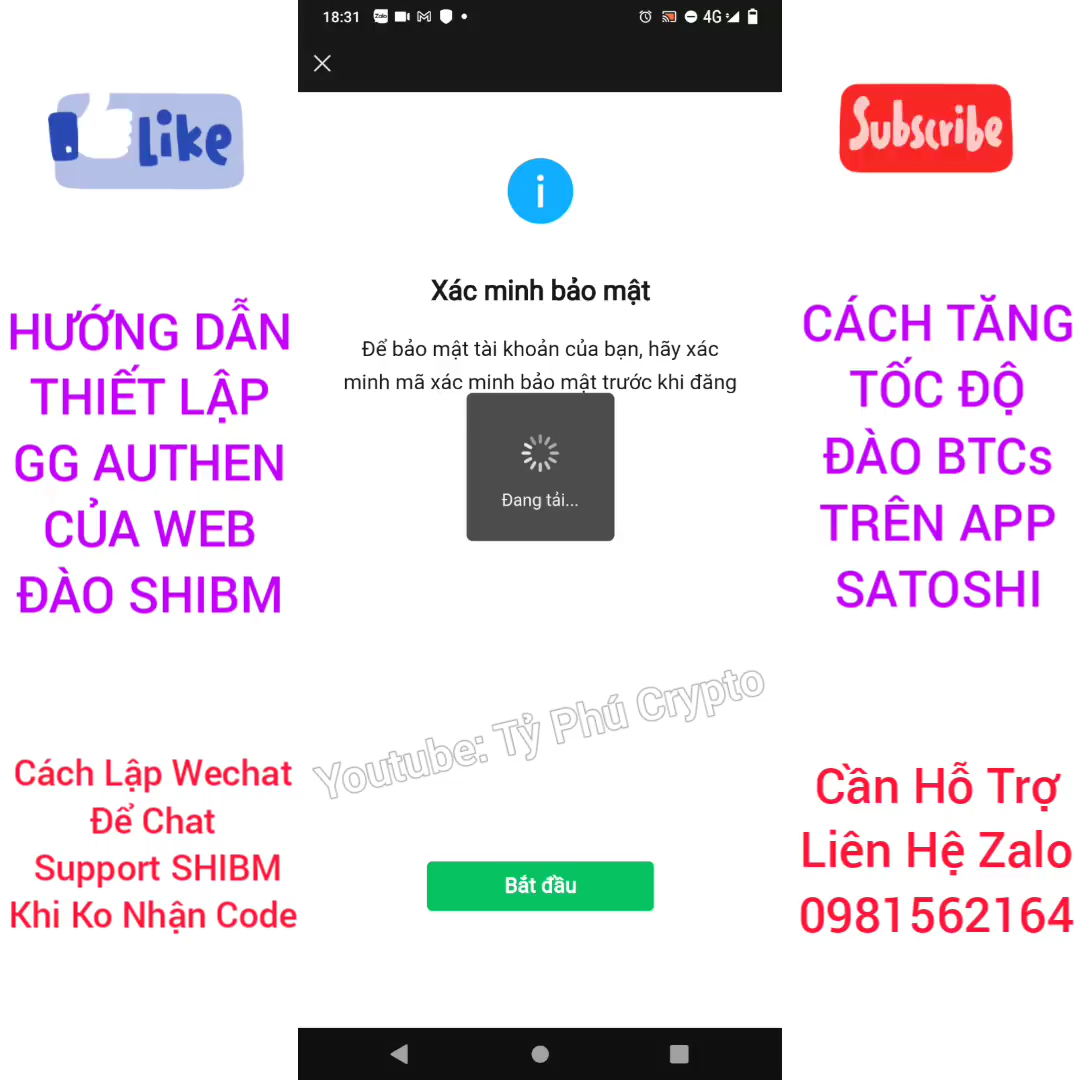 18:31
Zalo
4G
Like
Subscribe
i
Xác minh bảo mật
Để bảo mật tài khoản của bạn, hãy xác
minh mã xác minh bảo mật trước khi đăng
Đang tải...
HƯỚNG DẪN
THIẾT LẬP
GG AUTHEN
CỦA WEB
ĐÀO SHIBM
CÁCH TĂNG
TỐC ĐỘ
ĐÀO BTCs
TRÊN APP
SATOSHI
Youtube: Tỷ Phú Crypto
Cách Lập Wechat
Để Chat
Support SHIBM
Khi Ko Nhận Code
Bắt đầu
Cần Hỗ Trợ
Liên Hệ Zalo
0981562164